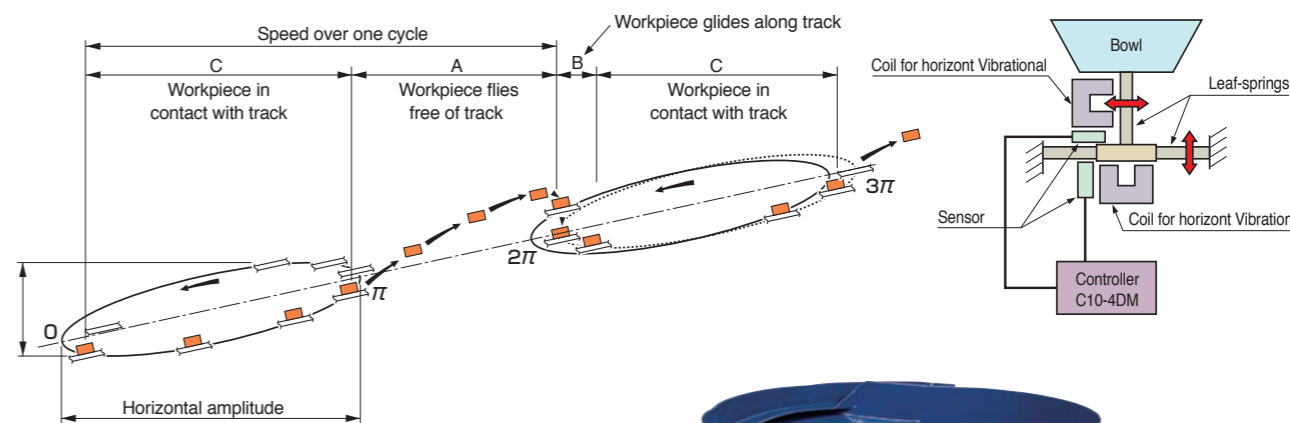 Workpiece glides along track
Speed over one cycle
C
A
B
C
Workpiece in
contact with track
Workpiece flies
free of track
Workpiece in
contact with track
0
π
2π
3π
Horizontal amplitude
Bowl
Coil for horizont Vibrational
Leaf-springs
Sensor
Coil for horizont Vibration
Controller
C10-4DM